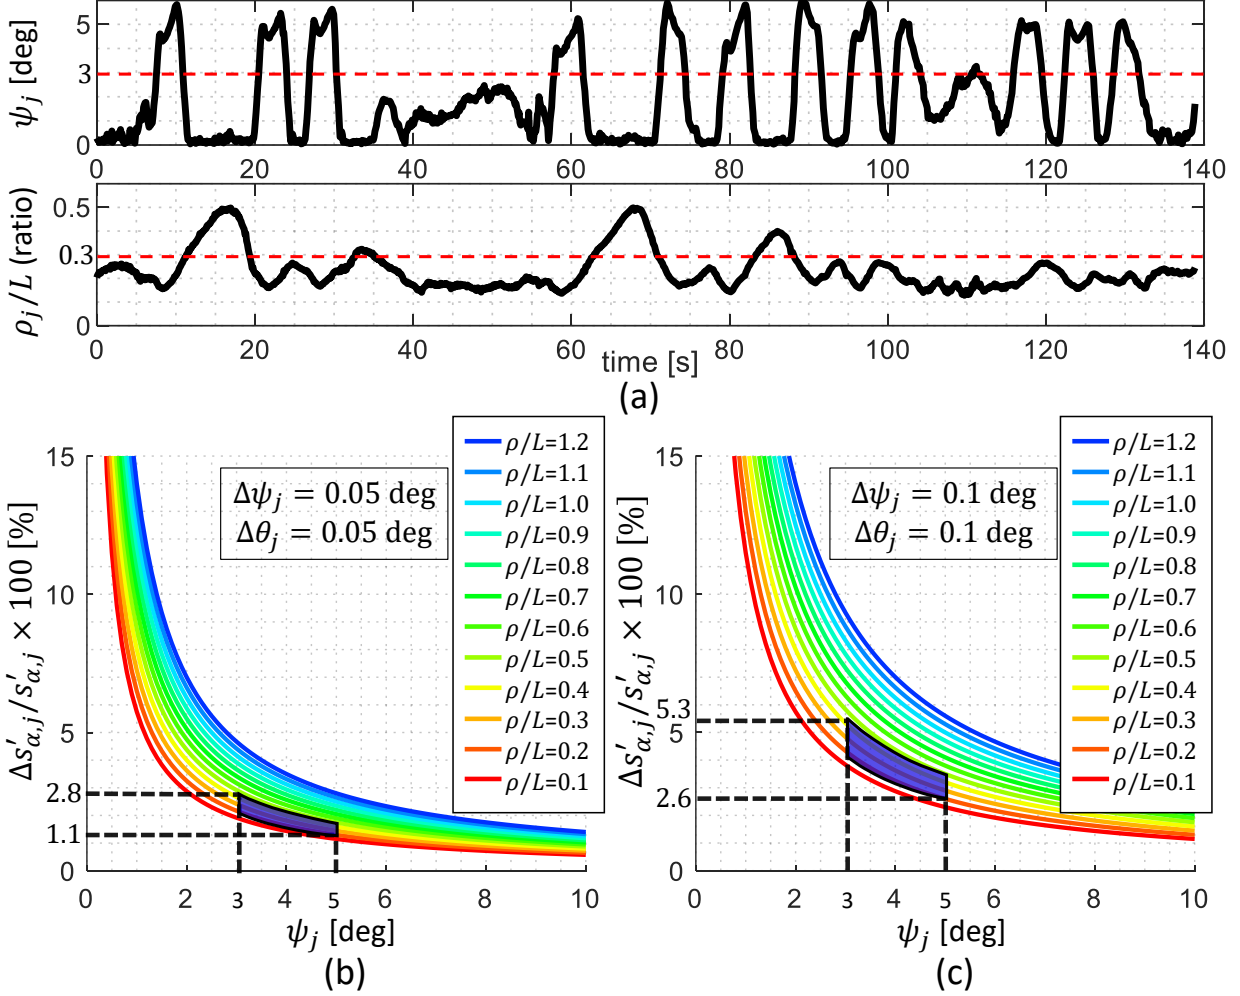 ψⱼ [deg]
5
3
0
0 20 40 60 80 100 120 140
ρⱼ/L (ratio)
0.5
0.3
0
0 20 40 60 80 100 120 140
time [s]
(a)
Δs′α,j/s′α,j × 100 [%]
15
10
5
2.8
1.1
0
Δψⱼ = 0.05 deg
Δθⱼ = 0.05 deg
ρ/L=1.2
ρ/L=1.1
ρ/L=1.0
ρ/L=0.9
ρ/L=0.8
ρ/L=0.7
ρ/L=0.6
ρ/L=0.5
ρ/L=0.4
ρ/L=0.3
ρ/L=0.2
ρ/L=0.1
0 2 3 4 5 6 8 10
ψⱼ [deg]
(b)
Δs′α,j/s′α,j × 100 [%]
15
10
5.3
5
2.6
0
Δψⱼ = 0.1 deg
Δθⱼ = 0.1 deg
ρ/L=1.2
ρ/L=1.1
ρ/L=1.0
ρ/L=0.9
ρ/L=0.8
ρ/L=0.7
ρ/L=0.6
ρ/L=0.5
ρ/L=0.4
ρ/L=0.3
ρ/L=0.2
ρ/L=0.1
0 2 3 4 5 6 8 10
ψⱼ [deg]
(c)